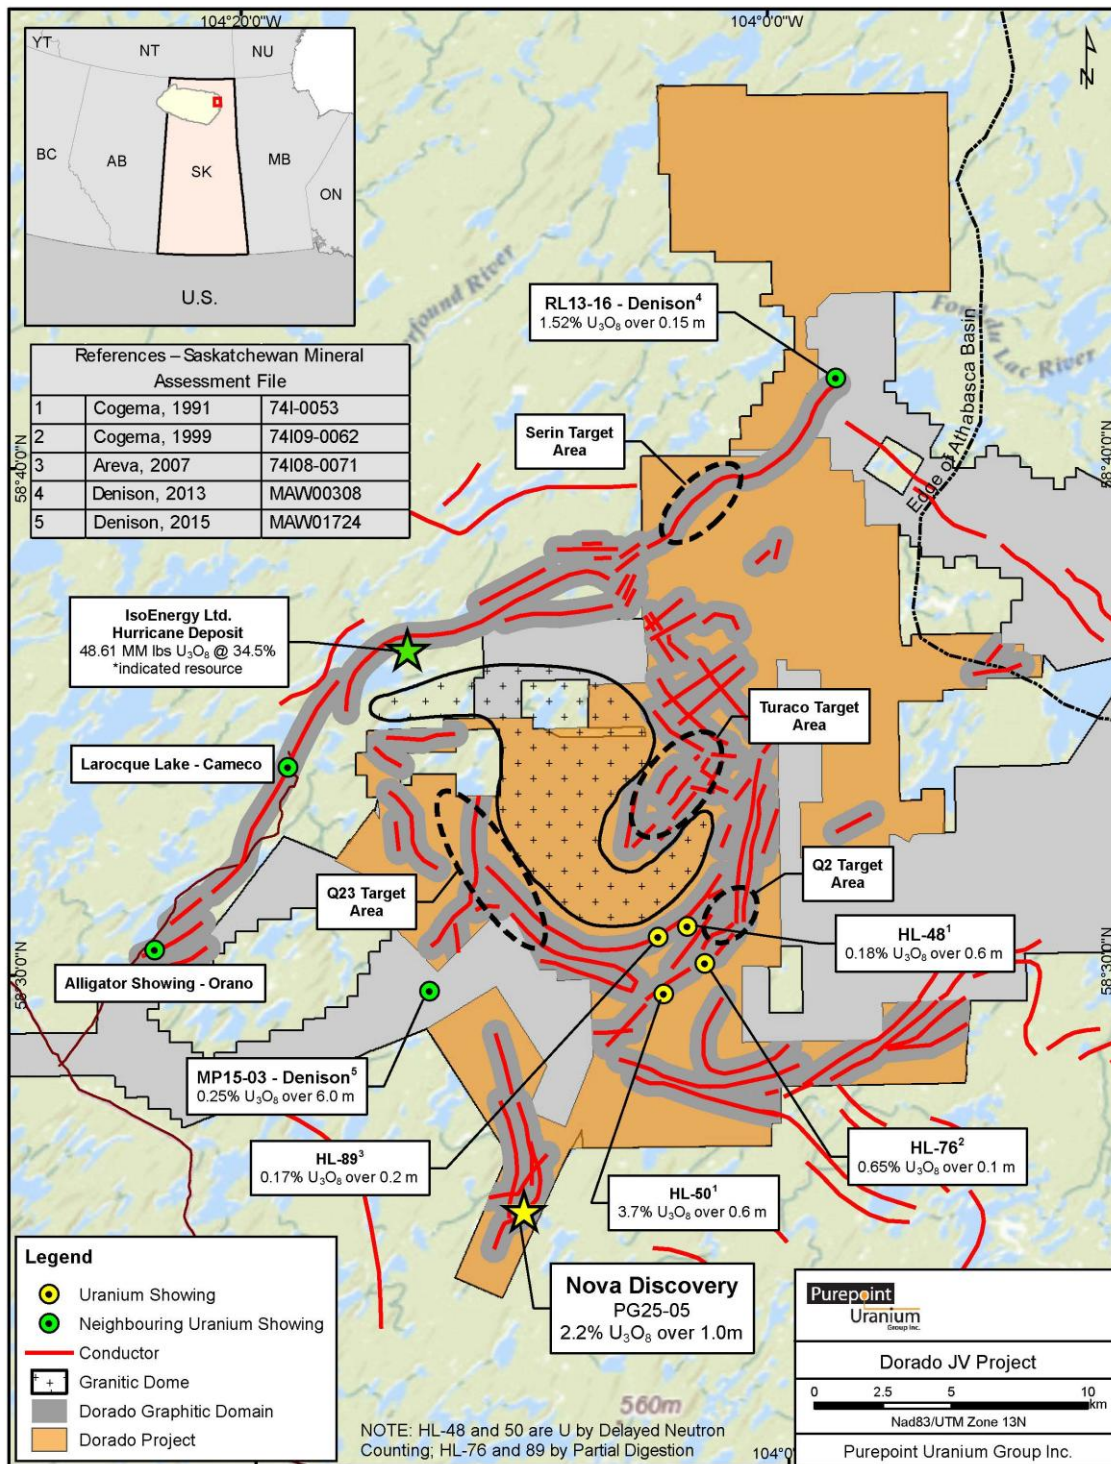 104°20'0"W
104°0'0"W
YT
NT
NU
BC
AB
SK
MB
ON
U.S.
N
References – Saskatchewan Mineral
Assessment File
1 Cogema, 1991 74I-0053
2 Cogema, 1999 74I09-0062
3 Areva, 2007 74I08-0071
4 Denison, 2013 MAW00308
5 Denison, 2015 MAW01724
River
RL13-16 - Denison⁴
1.52% U₃O₈ over 0.15 m
Fond du Lac River
Edge of Athabasca Basin
Serin Target
Area
58°40'0"N
58°40'0"N
IsoEnergy Ltd.
Hurricane Deposit
48.61 MM lbs U₃O₈ @ 34.5%
*indicated resource
Turaco Target
Area
Larocque Lake - Cameco
Q23 Target
Area
Q2 Target
Area
HL-48¹
0.18% U₃O₈ over 0.6 m
Alligator Showing - Orano
58°30'0"N
58°30'0"N
MP15-03 - Denison⁵
0.25% U₃O₈ over 6.0 m
HL-89³
0.17% U₃O₈ over 0.2 m
HL-50¹
3.7% U₃O₈ over 0.6 m
HL-76²
0.65% U₃O₈ over 0.1 m
Nova Discovery
PG25-05
2.2% U₃O₈ over 1.0m
Legend
Uranium Showing
Neighbouring Uranium Showing
Conductor
Granitic Dome
Dorado Graphitic Domain
Dorado Project
560m
NOTE: HL-48 and 50 are U by Delayed Neutron
Counting; HL-76 and 89 by Partial Digestion
Purepoint
Uranium
Group Inc.
Dorado JV Project
0 2.5 5 10
km
Nad83/UTM Zone 13N
Purepoint Uranium Group Inc.